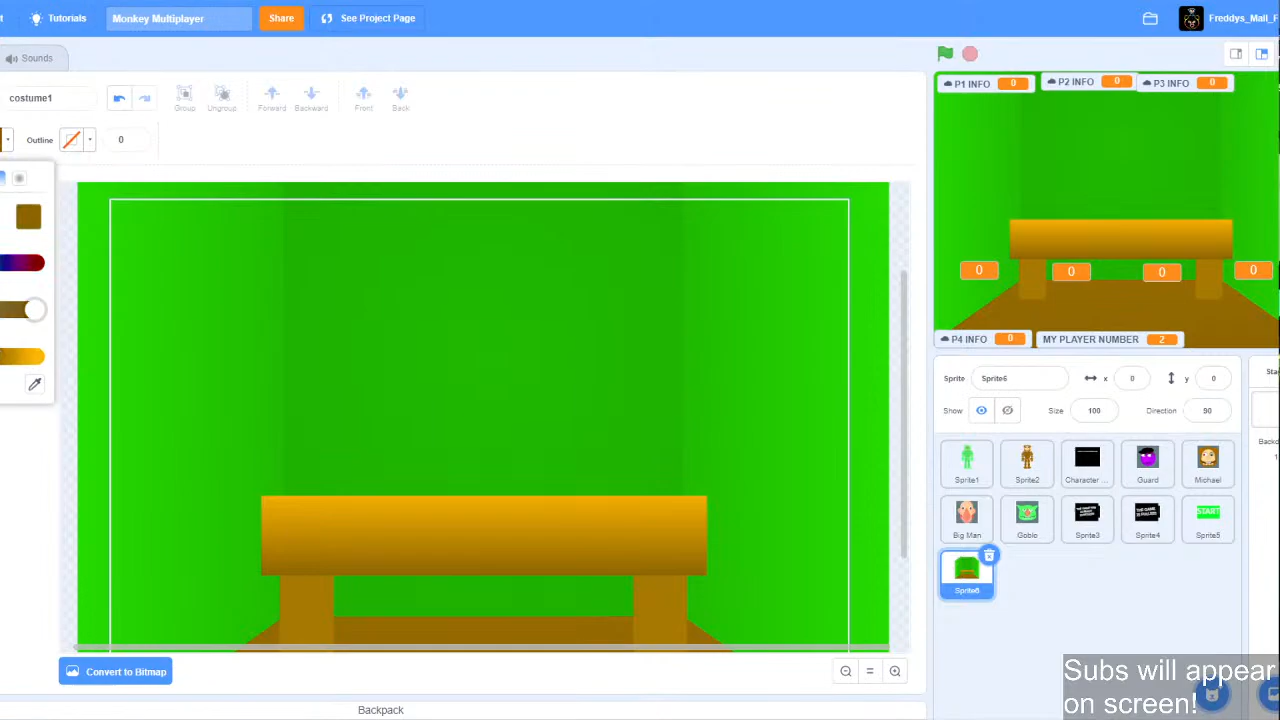 Tutorials
Monkey Multiplayer
Share
See Project Page
Freddys_Mall_F
Sounds
costume1
Group
Ungroup
Forward
Backward
Front
Back
Outline
0
P1 INFO 0
P2 INFO 0
P3 INFO 0
0
0
0
0
P4 INFO 0
MY PLAYER NUMBER 2
Sprite
Sprite6
x 0
y 0
Show
Size 100
Direction 90
Sprite1
Sprite2
Character ...
Guard
Michael
Big Man
Goblo
Sprite3
Sprite4
Sprite5
START
Sprite6
Convert to Bitmap
Backpack
Subs will appear
on screen!